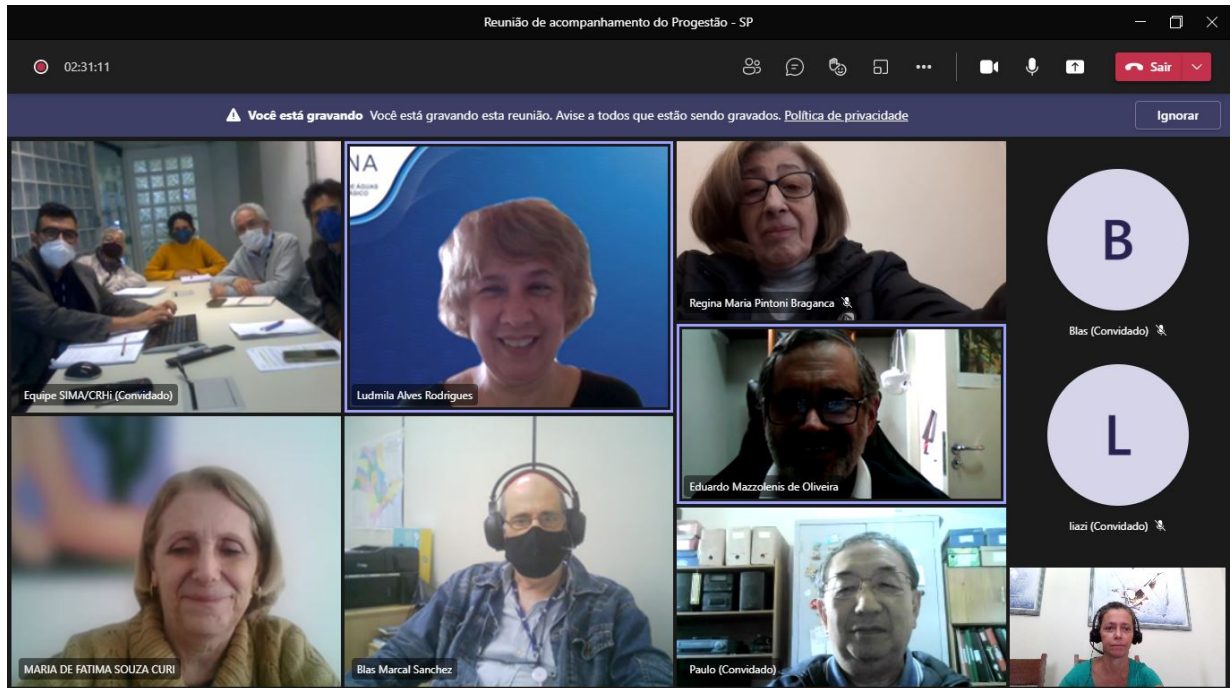 Reunião de acompanhamento do Progestão - SP
02:31:11
Sair
Você está gravando Você está gravando esta reunião. Avise a todos que estão sendo gravados. Política de privacidade
Ignorar
Equipe SIMA/CRHi (Convidado)
NA
DE ÁGUAS
Ludmila Alves Rodrigues
Regina Maria Pintoni Braganca
Eduardo Mazzolenis de Oliveira
B
Blas (Convidado)
L
liazi (Convidado)
MARIA DE FATIMA SOUZA CURI
Blas Marcal Sanchez
Paulo (Convidado)